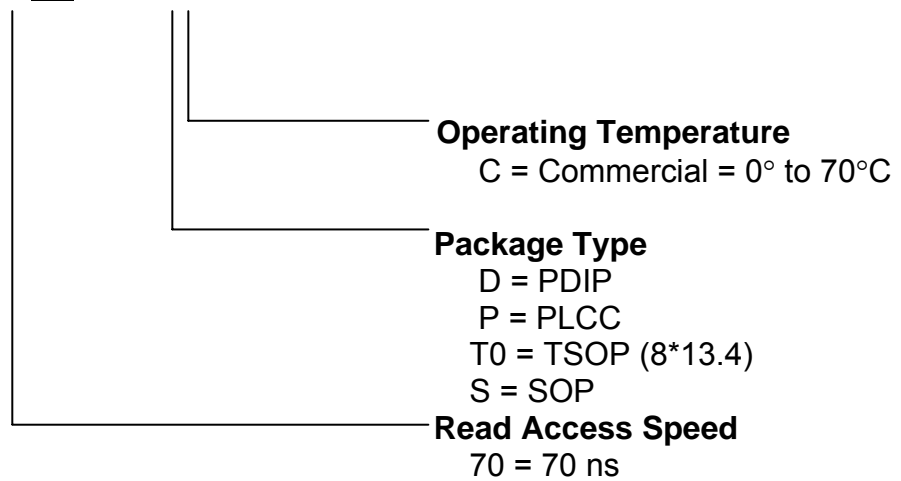 Operating Temperature
C = Commercial = 0° to 70°C
Package Type
D = PDIP
P = PLCC
T0 = TSOP (8*13.4)
S = SOP
Read Access Speed
70 = 70 ns